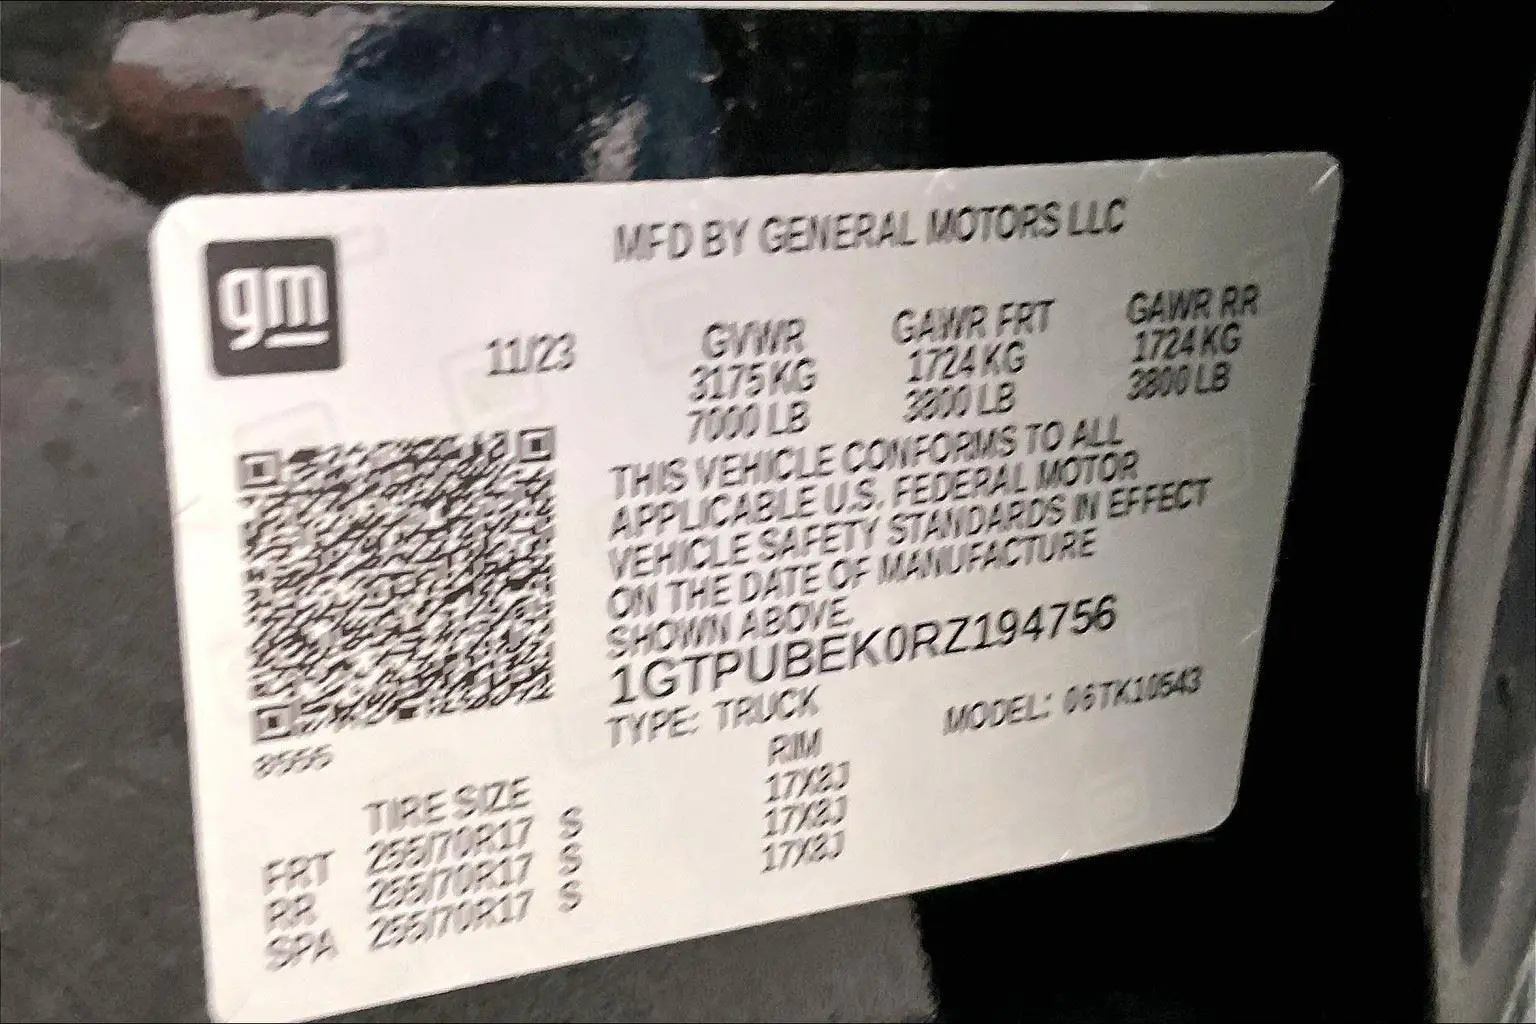 gm
MFD BY GENERAL MOTORS LLC
11/23
GVWR GAWR FRT GAWR RR
3175 KG 1724 KG 1724 KG
7000 LB 3800 LB 3800 LB
THIS VEHICLE CONFORMS TO ALL
APPLICABLE U.S. FEDERAL MOTOR
VEHICLE SAFETY STANDARDS IN EFFECT
ON THE DATE OF MANUFACTURE
SHOWN ABOVE.
1GTPUBEK0RZ194756
TYPE: TRUCK MODEL: 06TK10543
8555
TIRE SIZE RIM
FRT 255/70R17 S 17X8J
RR 255/70R17 S 17X8J
SPA 255/70R17 S 17X8J